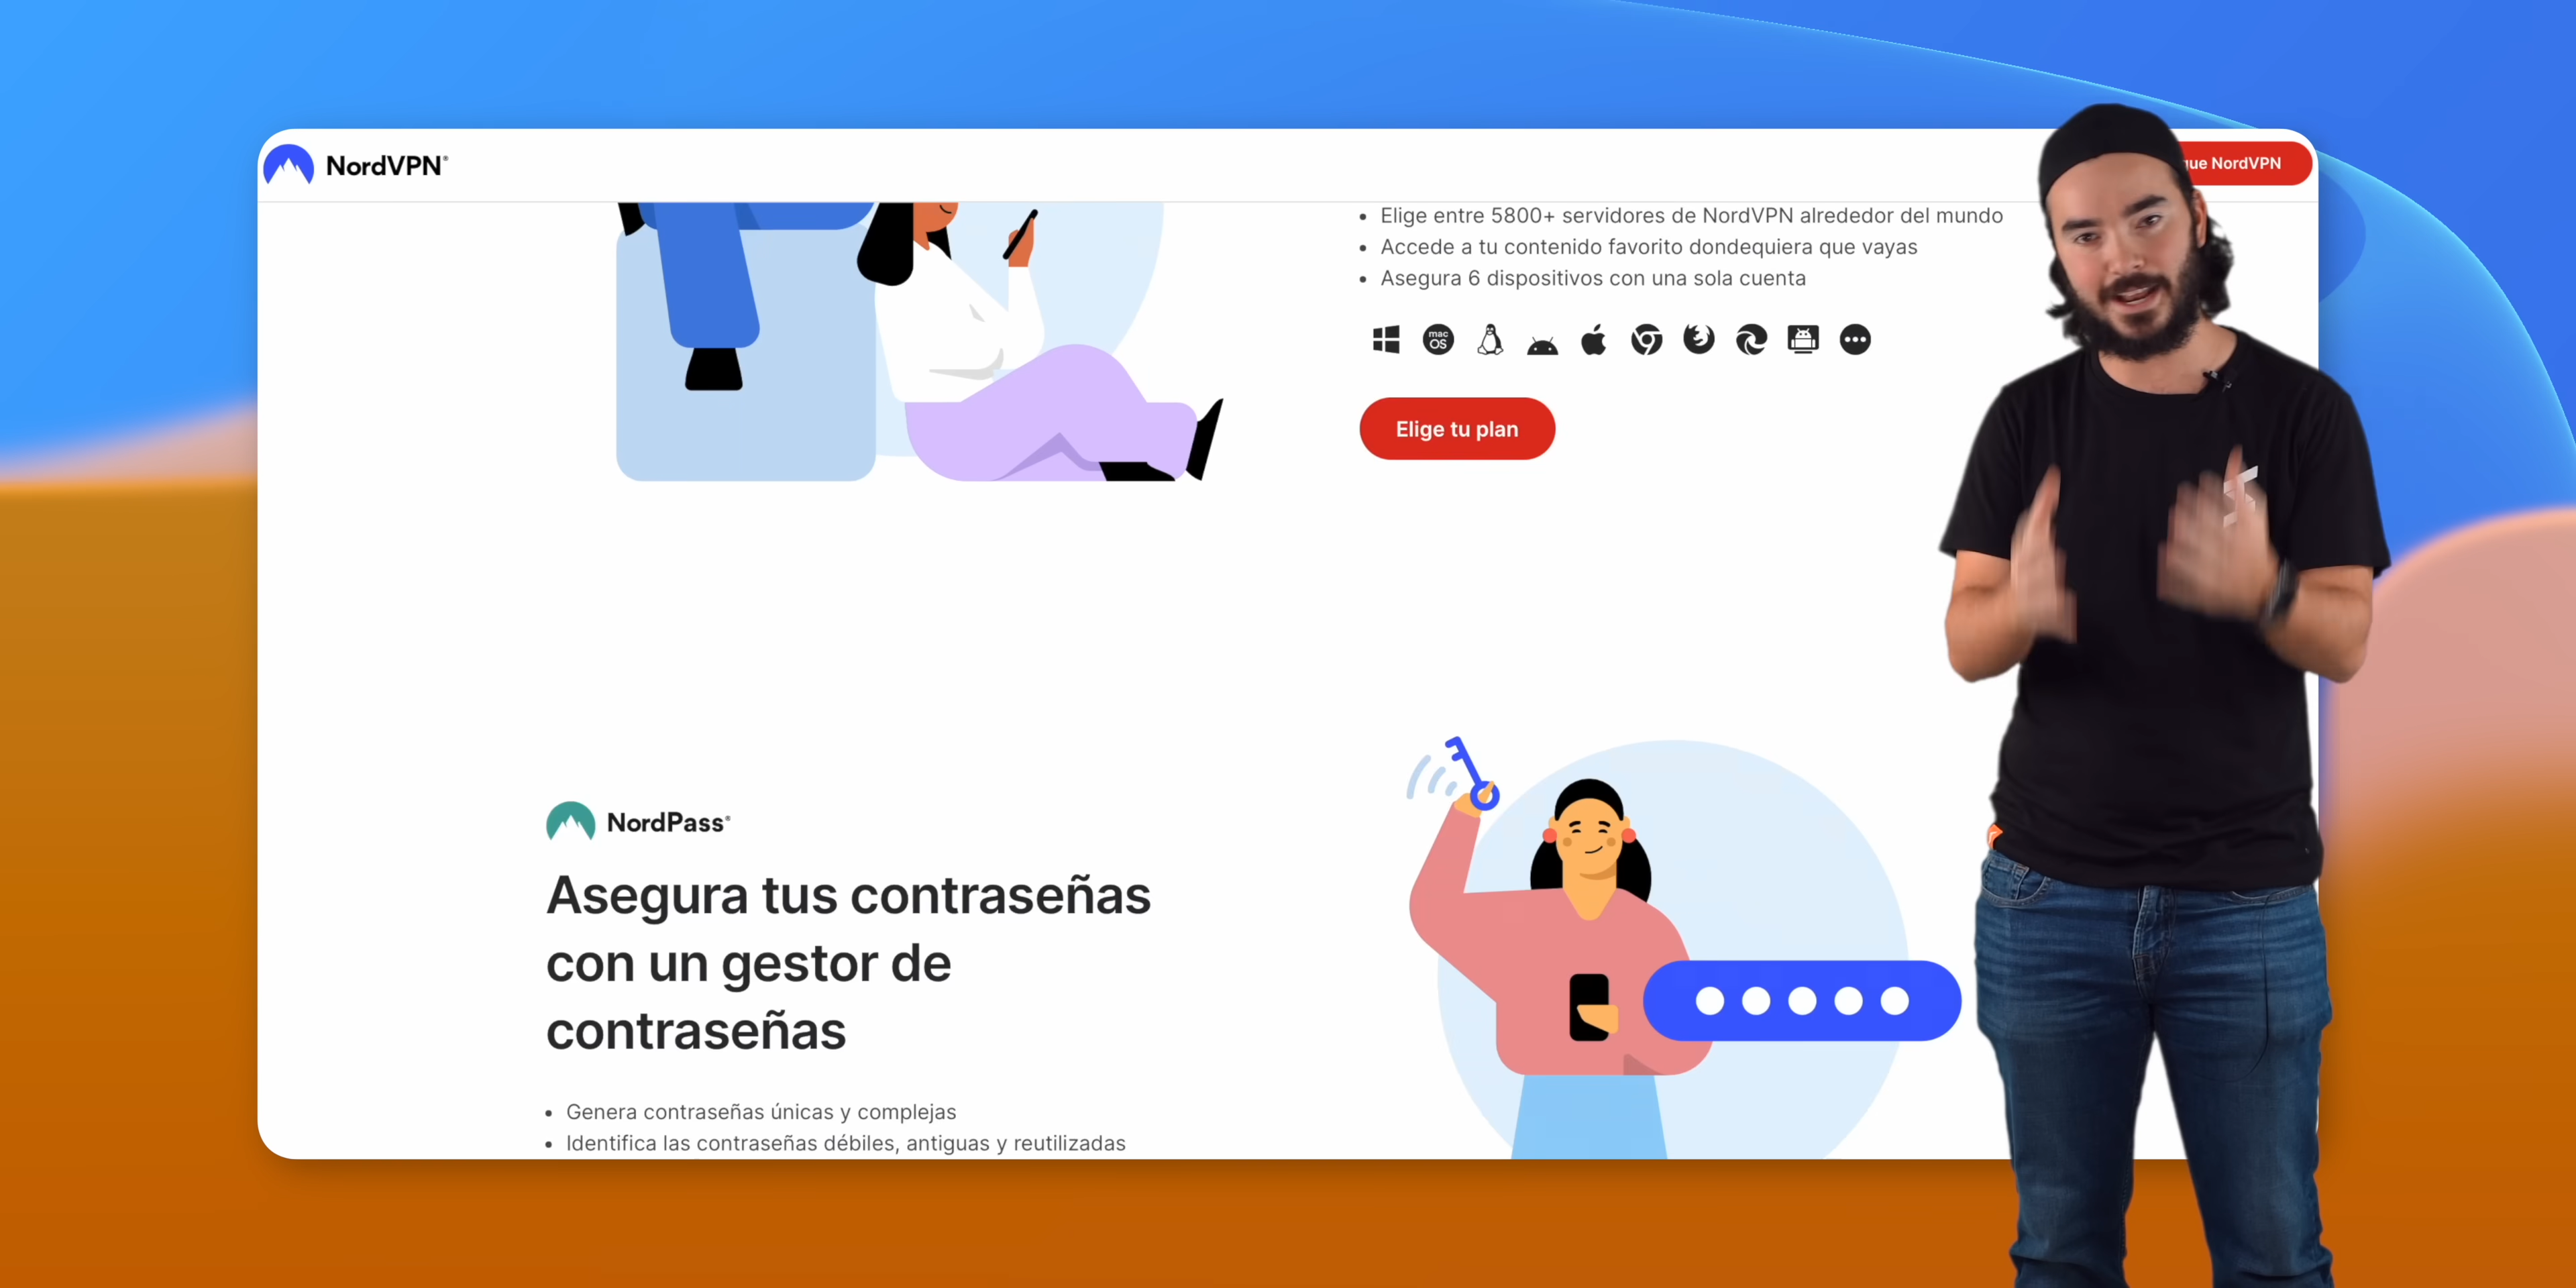 NordVPN®
que NordVPN
Elige entre 5800+ servidores de NordVPN alrededor del mundo
Accede a tu contenido favorito dondequiera que vayas
Asegura 6 dispositivos con una sola cuenta
mac
OS
Elige tu plan
NordPass®
Asegura tus contraseñas
con un gestor de
contraseñas
Genera contraseñas únicas y complejas
Identifica las contraseñas débiles, antiguas y reutilizadas